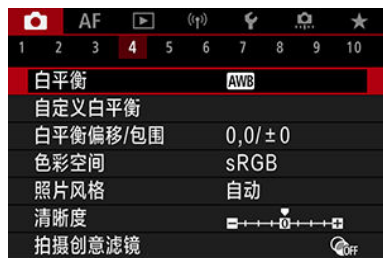 AF
1 2 3 4 5 6 7 8 9 10
白平衡 AWB
自定义白平衡
白平衡偏移/包围 0,0/±0
色彩空间 sRGB
照片风格 自动
清晰度 0
拍摄创意滤镜 OFF